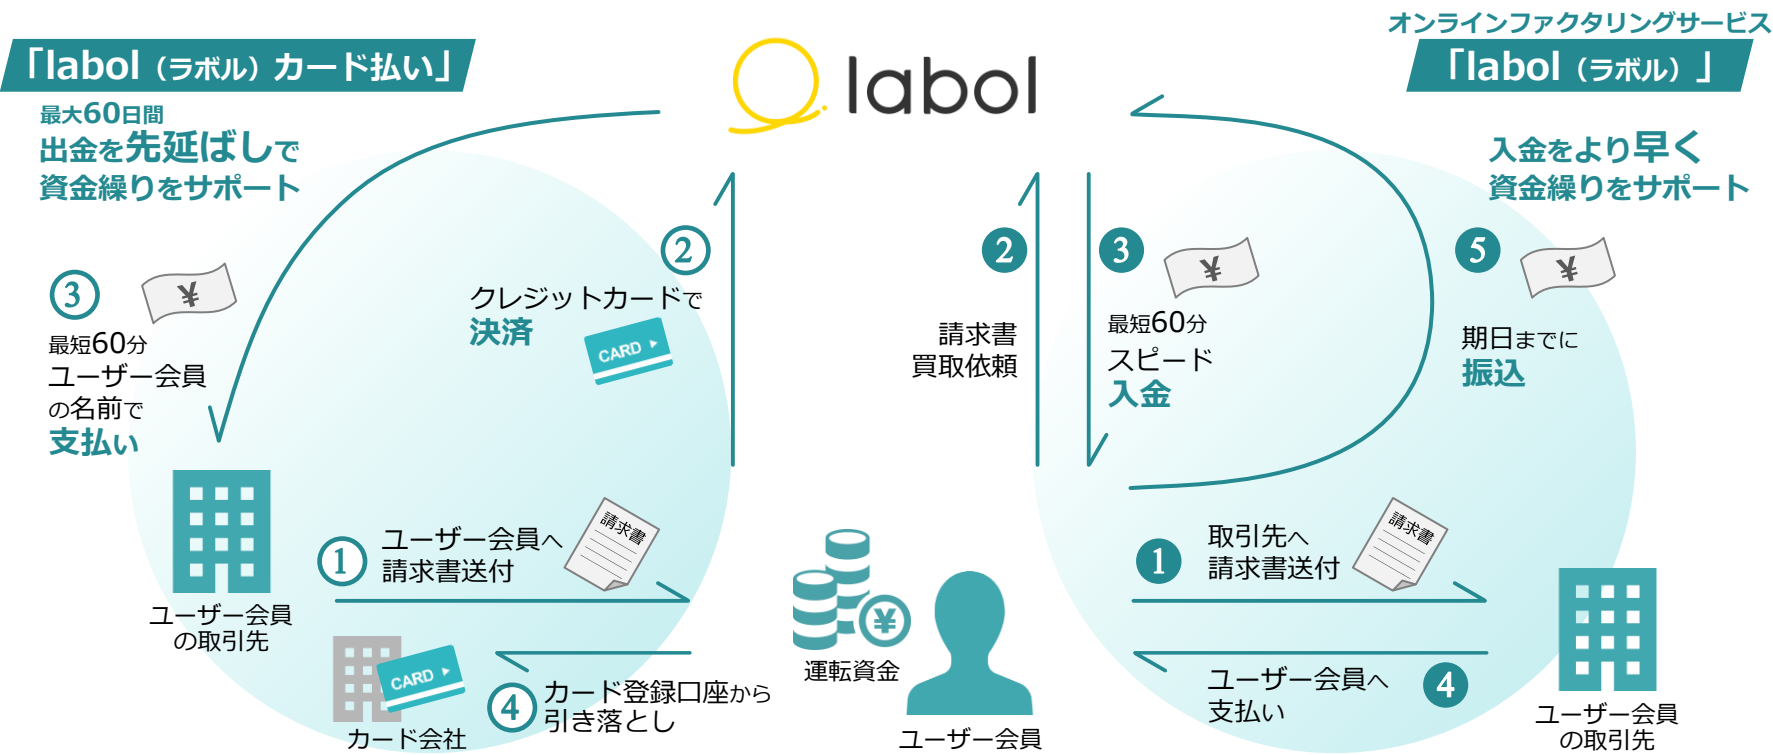 「labol（ラボル）カード払い」
最大60日間
出金を先延ばしで
資金繰りをサポート
labol
オンラインファクタリングサービス
「labol（ラボル）」
入金をより早く
資金繰りをサポート
③
¥
最短60分
ユーザー会員
の名前で
支払い
②
クレジットカードで
決済
CARD
❷
請求書
買取依頼
❸
¥
最短60分
スピード
入金
❺
¥
期日までに
振込
ユーザー会員
の取引先
①
ユーザー会員へ
請求書送付
請求書
CARD
カード会社
④
カード登録口座から
引き落とし
¥
運転資金
ユーザー会員
❶
取引先へ
請求書送付
請求書
ユーザー会員へ
支払い
❹
ユーザー会員
の取引先